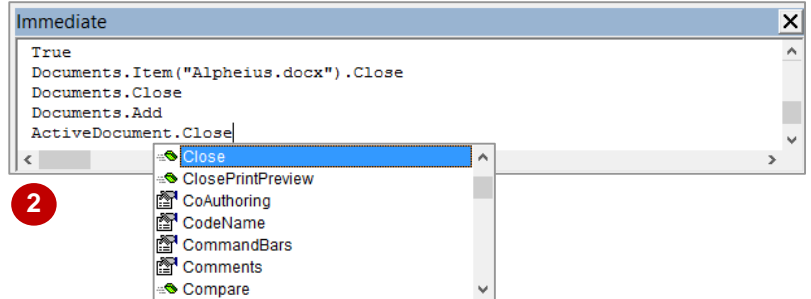 Immediate
True
Documents.Item("Alpheius.docx").Close
Documents.Close
Documents.Add
ActiveDocument.Close
Close
ClosePrintPreview
CoAuthoring
CodeName
CommandBars
Comments
Compare
2